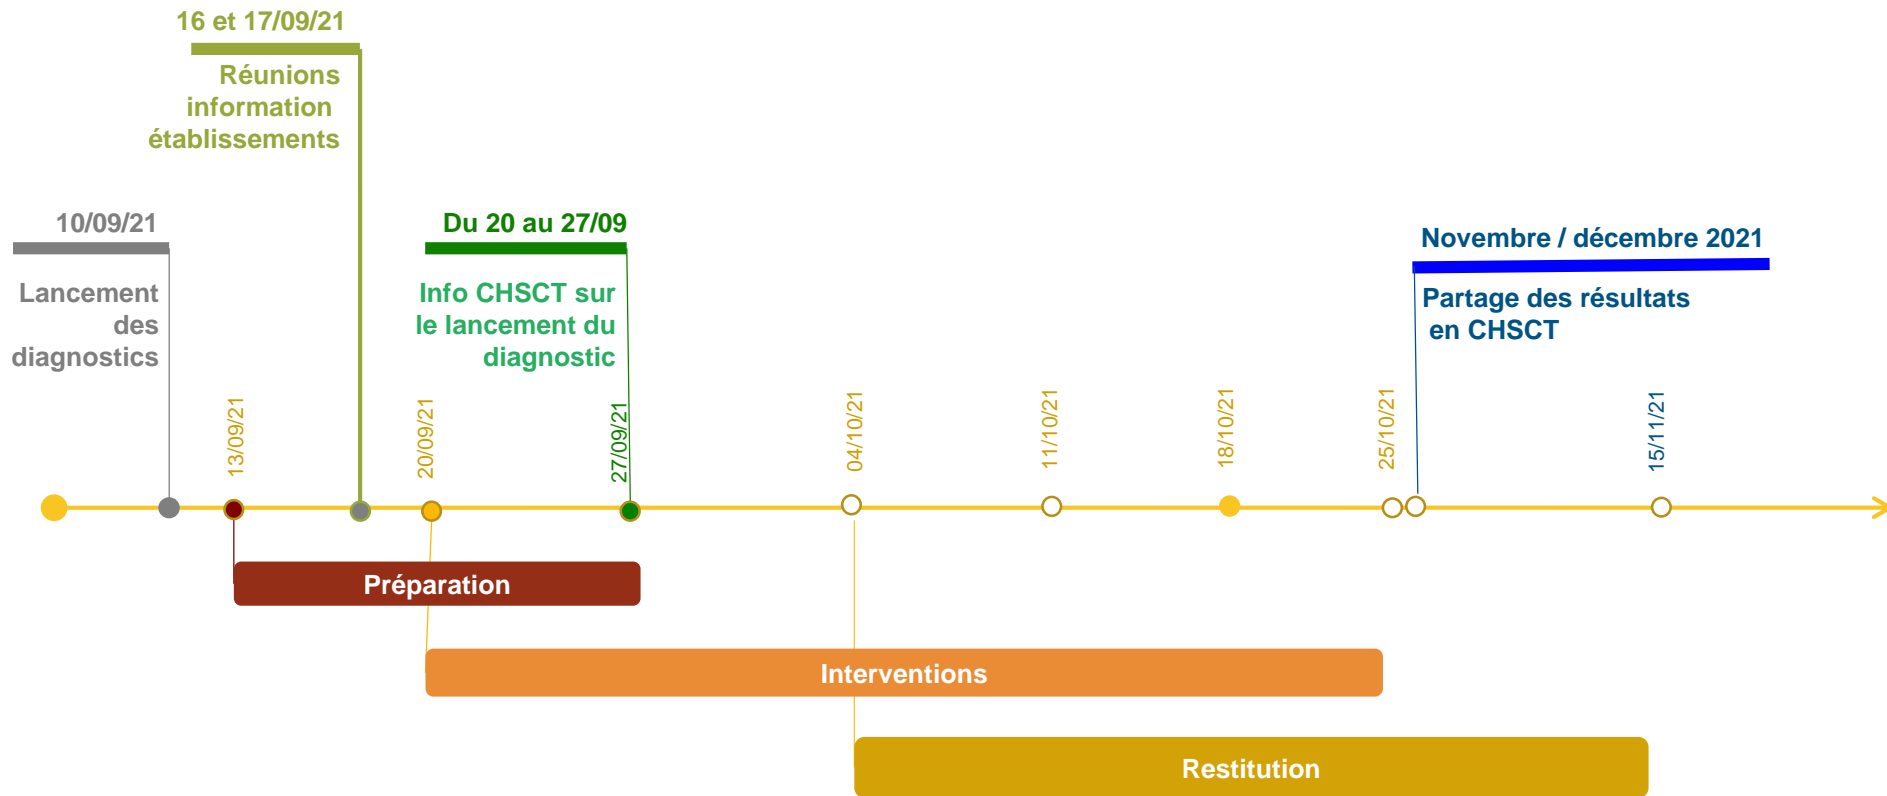 16 et 17/09/21
Réunions
information
établissements
10/09/21
Lancement
des
diagnostics
Du 20 au 27/09
Info CHSCT sur
le lancement du
diagnostic
Novembre / décembre 2021
Partage des résultats
en CHSCT
13/09/21
20/09/21
27/09/21
04/10/21
11/10/21
18/10/21
25/10/21
15/11/21
Préparation
Interventions
Restitution